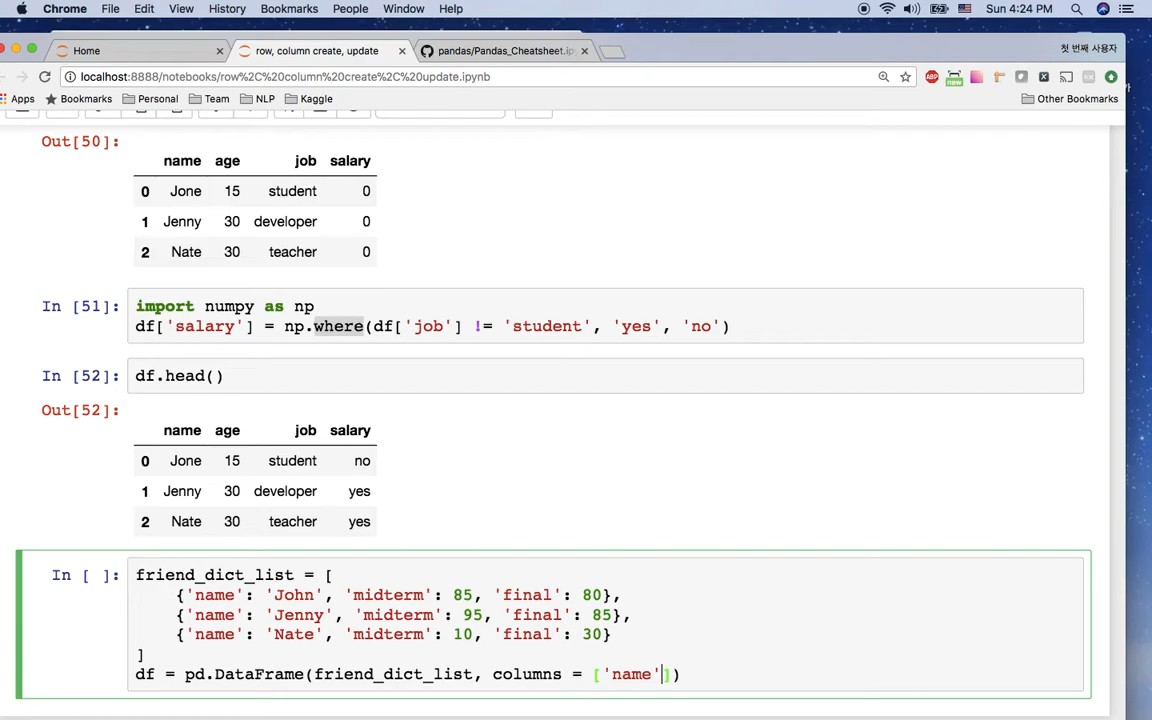 Chrome File Edit View History Bookmarks People Window Help Sun 4:24 PM
Home row, column create, update pandas/Pandas_Cheatsheet.ip 첫 번째 사용자
localhost:8888/notebooks/row%2C%20column%20create%2C%20update.ipynb ABP new
Apps Bookmarks Personal Team NLP Kaggle Other Bookmarks
Out[50]:
name age job salary
0 Jone 15 student 0
1 Jenny 30 developer 0
2 Nate 30 teacher 0
In [51]: import numpy as np
df['salary'] = np.where(df['job'] != 'student', 'yes', 'no')
In [52]: df.head()
Out[52]:
name age job salary
0 Jone 15 student no
1 Jenny 30 developer yes
2 Nate 30 teacher yes
In [ ]: friend_dict_list = [
{'name': 'John', 'midterm': 85, 'final': 80},
{'name': 'Jenny', 'midterm': 95, 'final': 85},
{'name': 'Nate', 'midterm': 10, 'final': 30}
]
df = pd.DataFrame(friend_dict_list, columns = ['name'])